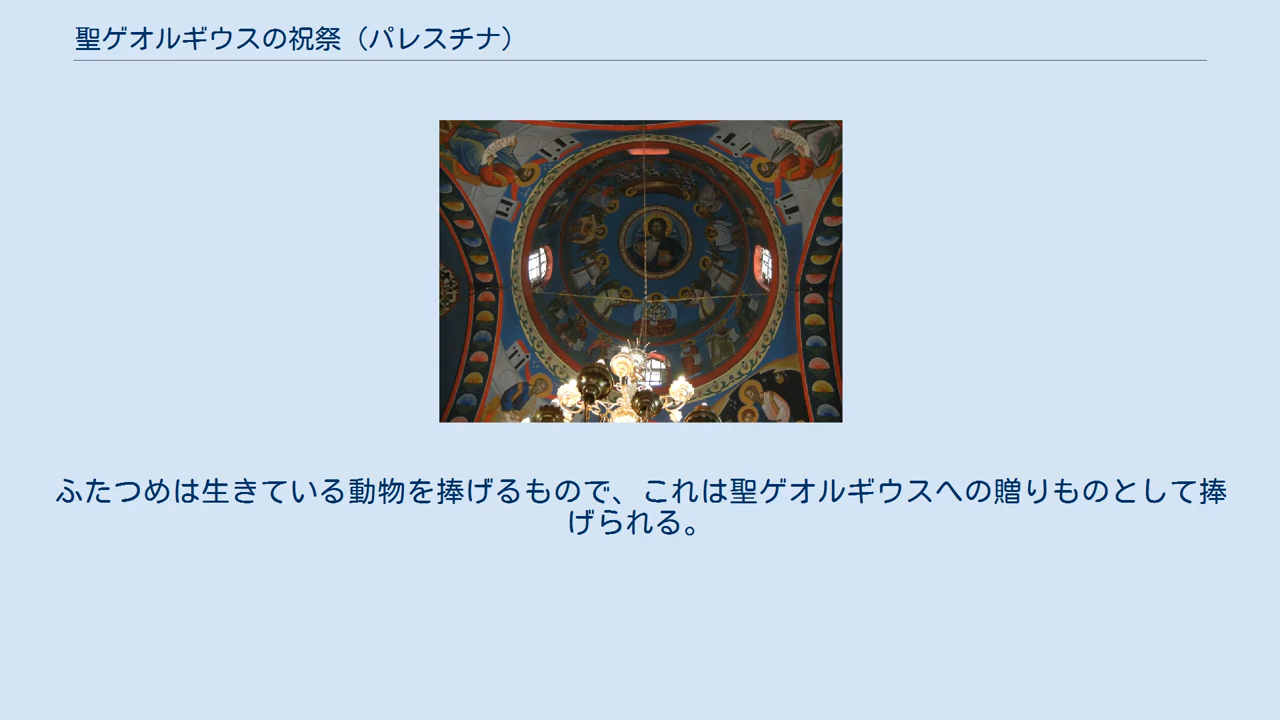 聖ゲオルギウスの祝祭（パレスチナ）
ふたつめは生きている動物を捧げるもので、これは聖ゲオルギウスへの贈りものとして捧
げられる。